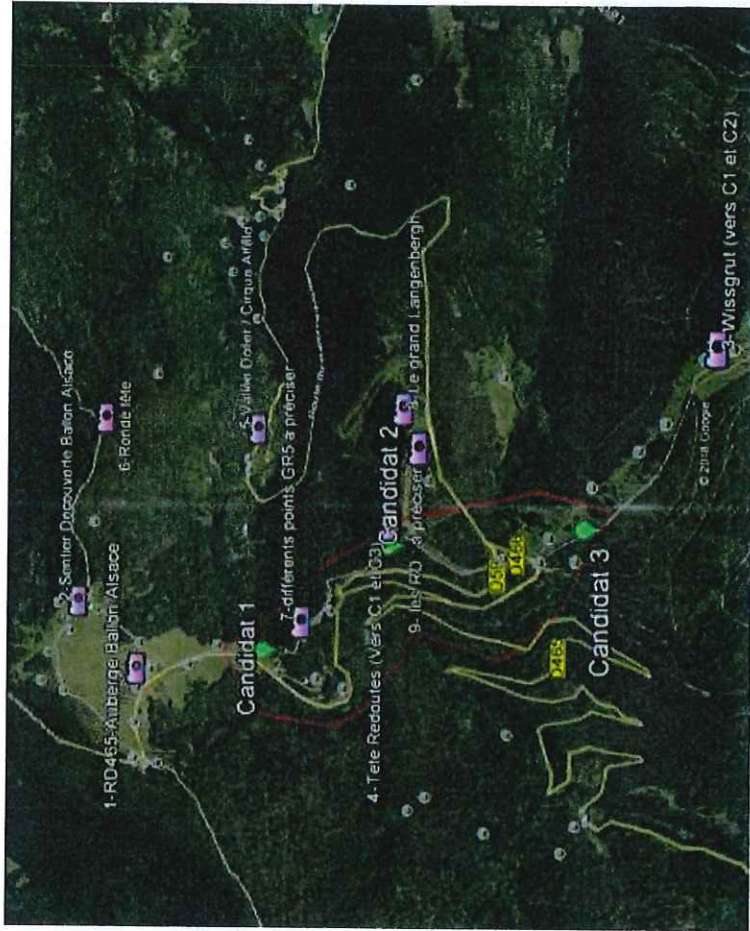 2-Sentier Découverte Ballon Alsace
1-RD465-Auberge Ballon Alsace
6-Ronde tête
5-Vallée Doller / Cirque Alfeld
Candidat 1
7-différents points GR5 à préciser
Candidat 2
8-Le grand Langenbergh
4-Tete Redoutes (Vers C1 et C3)
9- les RD à préciser
D466
D465
Candidat 3
3-Wissgrut (vers C1 et C2)
© 2018 Google